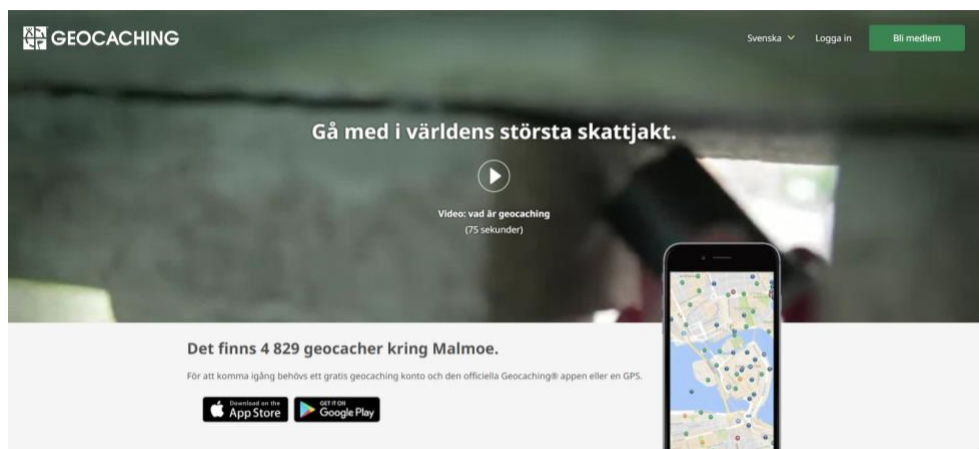 GEOCACHING
Svenska
Logga in
Bli medlem
Gå med i världens största skattjakt.
Video: vad är geocaching
(75 sekunder)
Det finns 4 829 geocacher kring Malmoe.
För att komma igång behövs ett gratis geocaching konto och den officiella Geocaching® appen eller en GPS.
Download on the
App Store
GET IT ON
Google Play